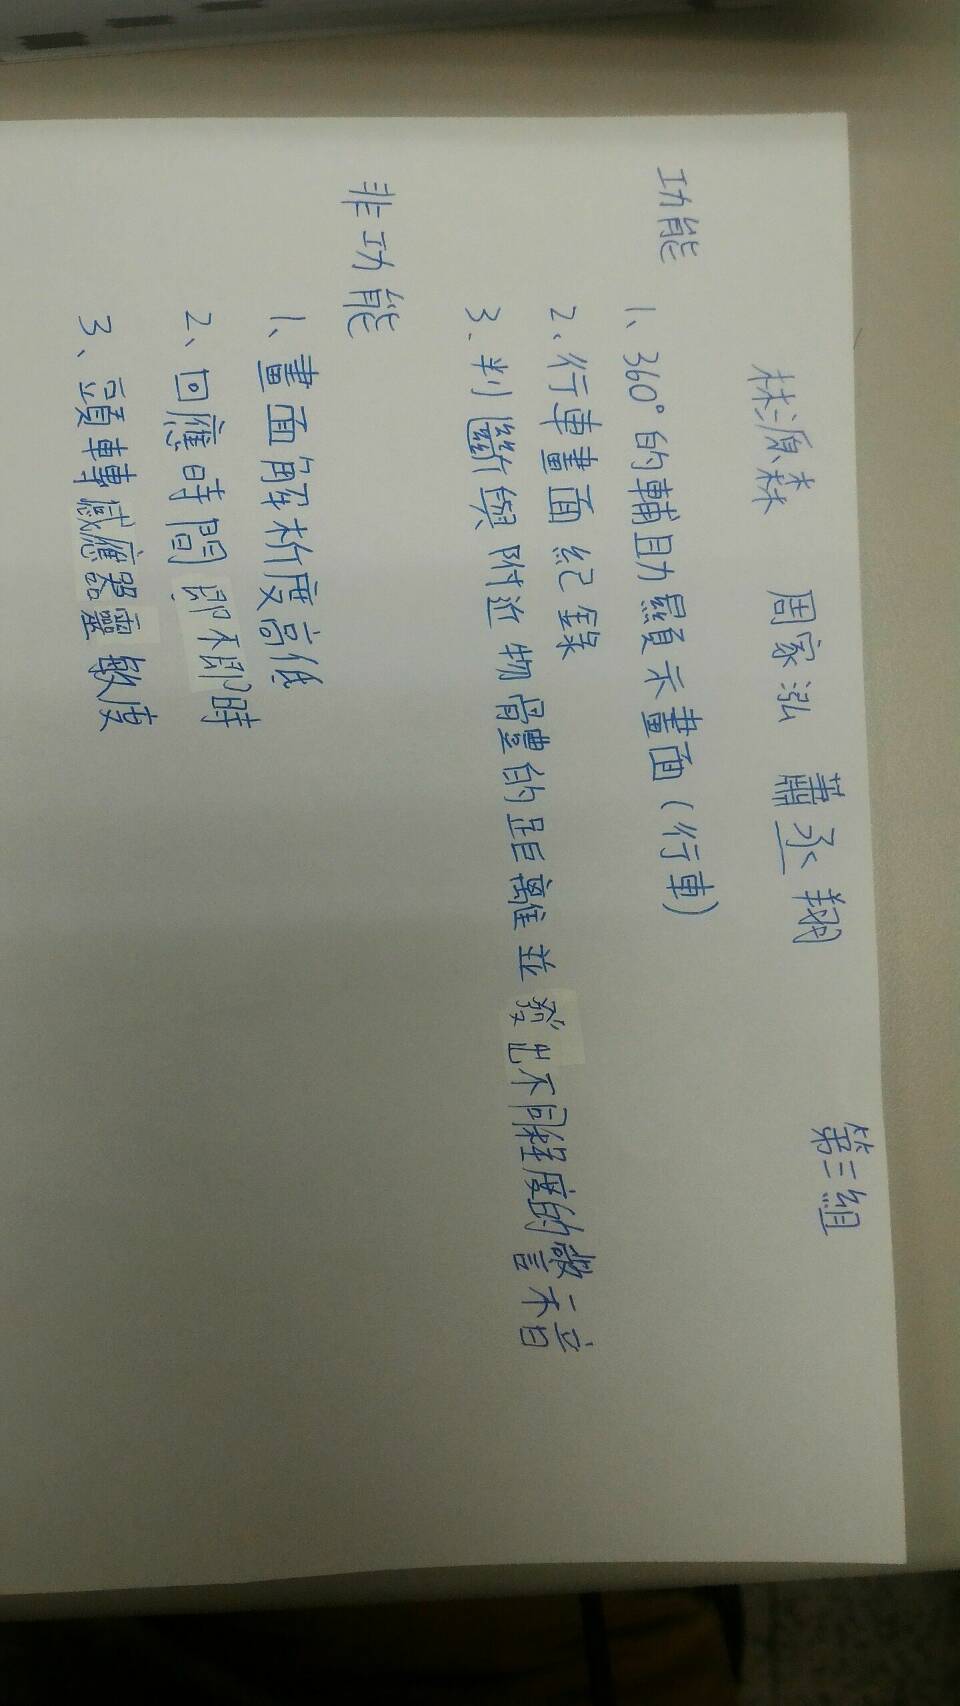 林源森 周家泓 蕭丞翔 第三組
功能
1、360°的輔助顯示畫面(行車)
2、行車畫面紀錄
3、判斷與附近物體的距離並發出不同程度的警示音
非功能
1、畫面解析度高低
2、回應時間即不即時
3、頭轉感應器靈敏度